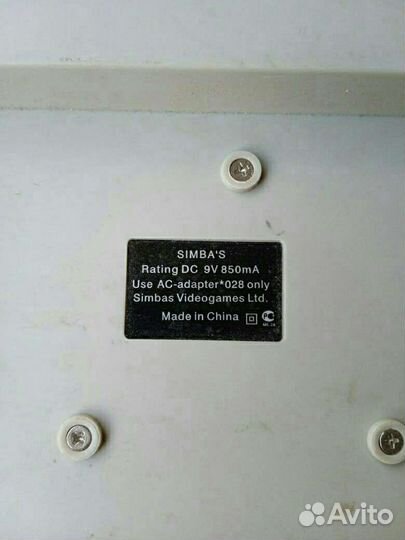 SIMBA'S
Rating DC 9V 850mA
Use AC-adapter*028 only
Simbas Videogames Ltd.
Made in China
Avito